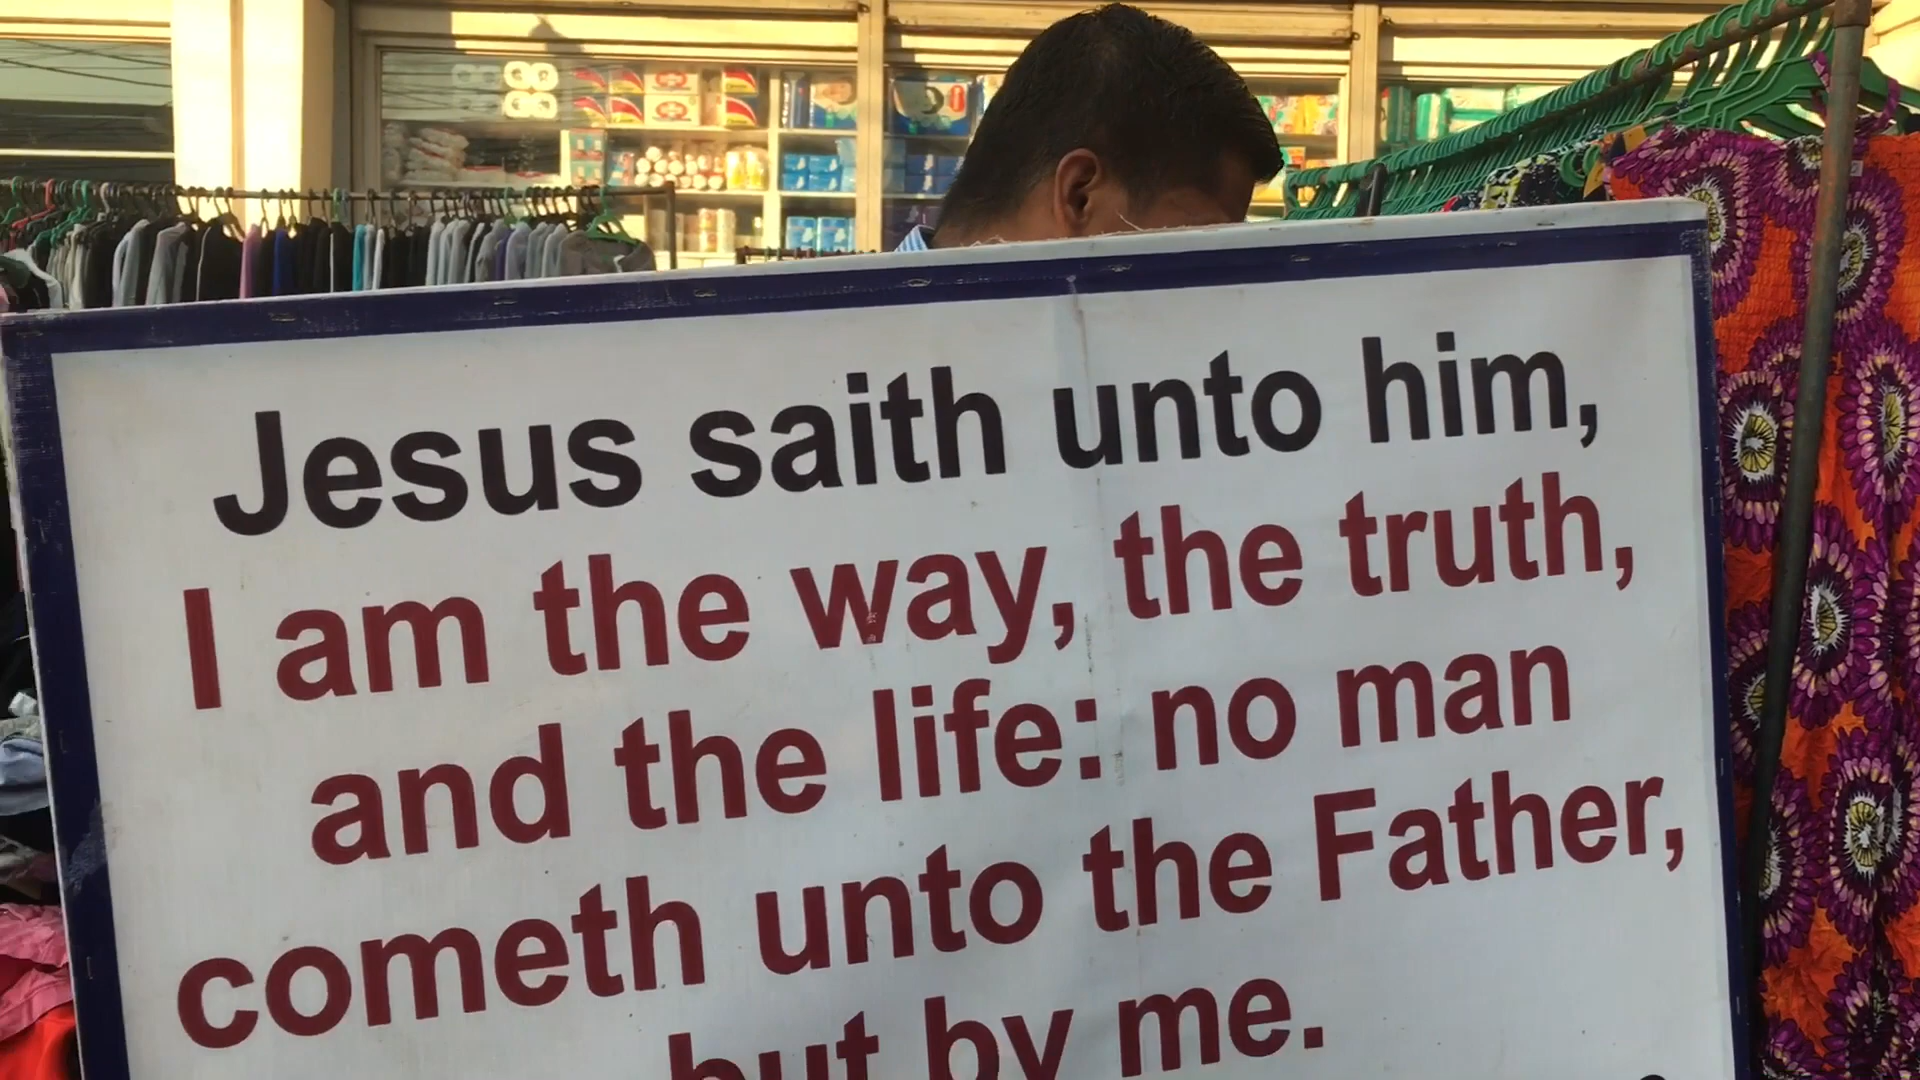 Jesus saith unto him,
I am the way, the truth,
and the life: no man
cometh unto the Father,
but by me.